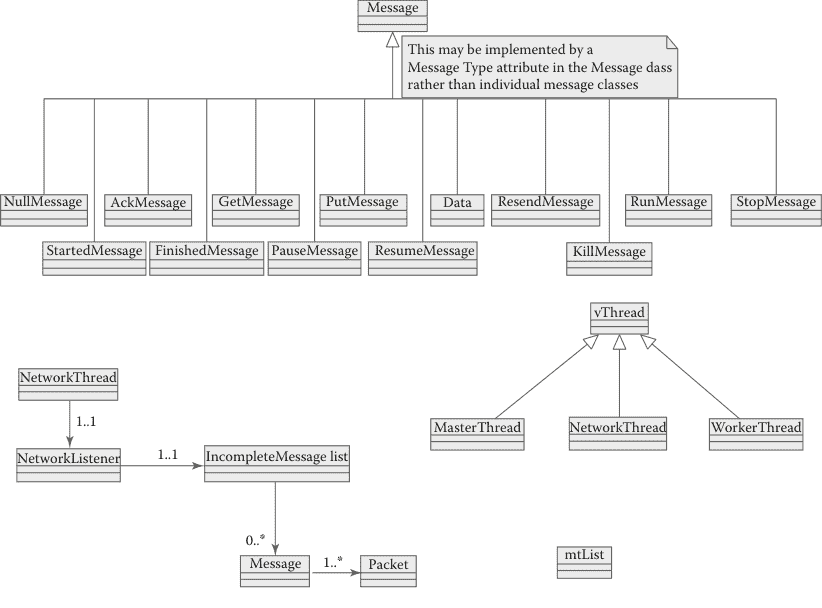 Message
This may be implemented by a
Message Type attribute in the Message dass
rather than individual message classes
NullMessage
AckMessage
GetMessage
PutMessage
Data
ResendMessage
RunMessage
StopMessage
StartedMessage
FinishedMessage
PauseMessage
ResumeMessage
KillMessage
vThread
NetworkThread
1..1
MasterThread
NetworkThread
WorkerThread
NetworkListener
1..1
IncompleteMessage list
0..*
Message
1..*
Packet
mtList